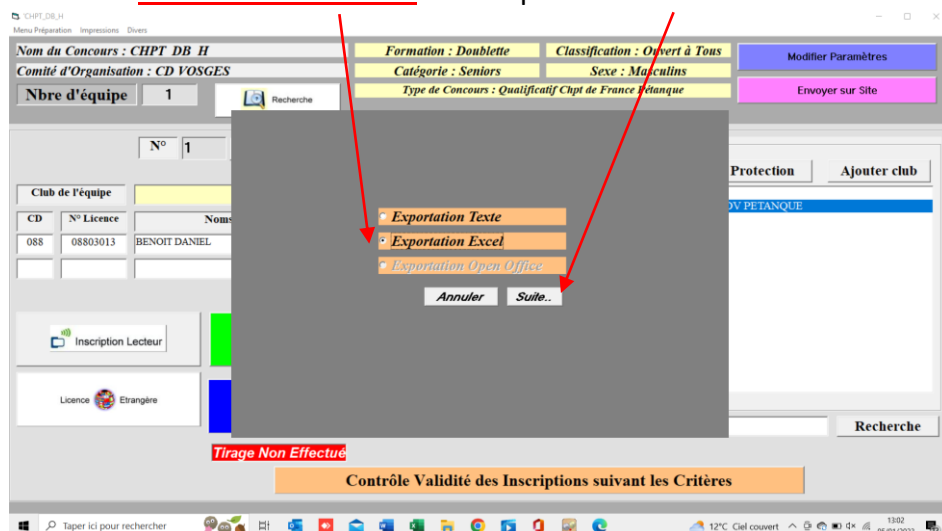 CHPT_DB_H
Menu Préparation Impressions Divers
Nom du Concours : CHPT DB H
Formation : Doublette
Classification : Ouvert à Tous
Modifier Paramètres
Comité d'Organisation : CD VOSGES
Catégorie : Seniors
Sexe : Masculins
Nbre d'équipe 1
Recherche
Type de Concours : Qualificatif Chpt de France Pétanque
Envoyer sur Site
N° 1
Protection
Ajouter club
Club de l'équipe
PETANQUE
CD N° Licence Noms
088 08803013 BENOIT DANIEL
Exportation Texte
Exportation Excel
Exportation Open Office
Annuler Suite..
Inscription Lecteur
Licence Etrangère
Recherche
Tirage Non Effectué
Contrôle Validité des Inscriptions suivant les Critères
Taper ici pour rechercher
12°C Ciel couvert
13:02